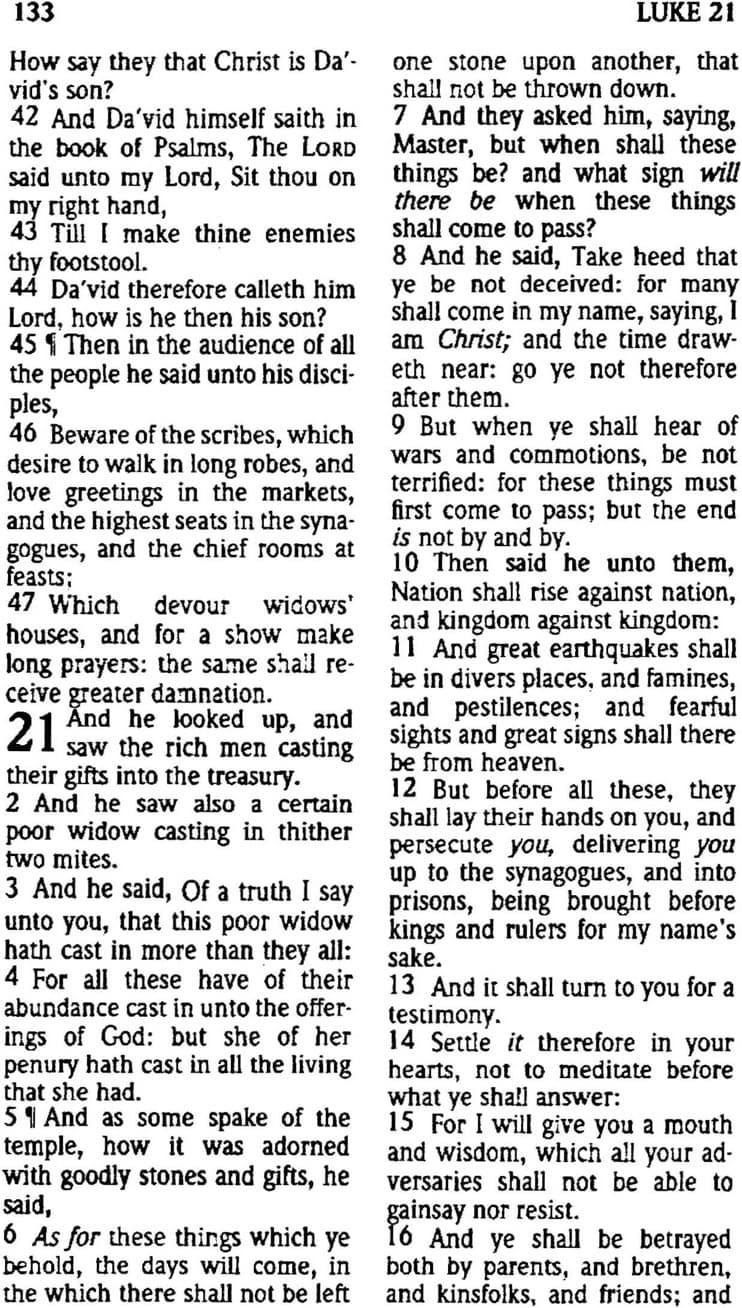 133
LUKE 21
How say they that Christ is Da′-
vid's son?
42 And Da′vid himself saith in
the book of Psalms, The LORD
said unto my Lord, Sit thou on
my right hand,
43 Till I make thine enemies
thy footstool.
44 Da′vid therefore calleth him
Lord, how is he then his son?
45 ¶ Then in the audience of all
the people he said unto his disci-
ples,
46 Beware of the scribes, which
desire to walk in long robes, and
love greetings in the markets,
and the highest seats in the syna-
gogues, and the chief rooms at
feasts;
47 Which devour widows'
houses, and for a show make
long prayers: the same shall re-
ceive greater damnation.
21 And he looked up, and
saw the rich men casting
their gifts into the treasury.
2 And he saw also a certain
poor widow casting in thither
two mites.
3 And he said, Of a truth I say
unto you, that this poor widow
hath cast in more than they all:
4 For all these have of their
abundance cast in unto the offer-
ings of God: but she of her
penury hath cast in all the living
that she had.
5 ¶ And as some spake of the
temple, how it was adorned
with goodly stones and gifts, he
said,
6 As for these things which ye
behold, the days will come, in
the which there shall not be left
one stone upon another, that
shall not be thrown down.
7 And they asked him, saying,
Master, but when shall these
things be? and what sign will
there be when these things
shall come to pass?
8 And he said, Take heed that
ye be not deceived: for many
shall come in my name, saying, I
am Christ; and the time draw-
eth near: go ye not therefore
after them.
9 But when ye shall hear of
wars and commotions, be not
terrified: for these things must
first come to pass; but the end
is not by and by.
10 Then said he unto them,
Nation shall rise against nation,
and kingdom against kingdom:
11 And great earthquakes shall
be in divers places, and famines,
and pestilences; and fearful
sights and great signs shall there
be from heaven.
12 But before all these, they
shall lay their hands on you, and
persecute you, delivering you
up to the synagogues, and into
prisons, being brought before
kings and rulers for my name's
sake.
13 And it shall turn to you for a
testimony.
14 Settle it therefore in your
hearts, not to meditate before
what ye shall answer:
15 For I will give you a mouth
and wisdom, which all your ad-
versaries shall not be able to
gainsay nor resist.
16 And ye shall be betrayed
both by parents, and brethren,
and kinsfolks, and friends; and